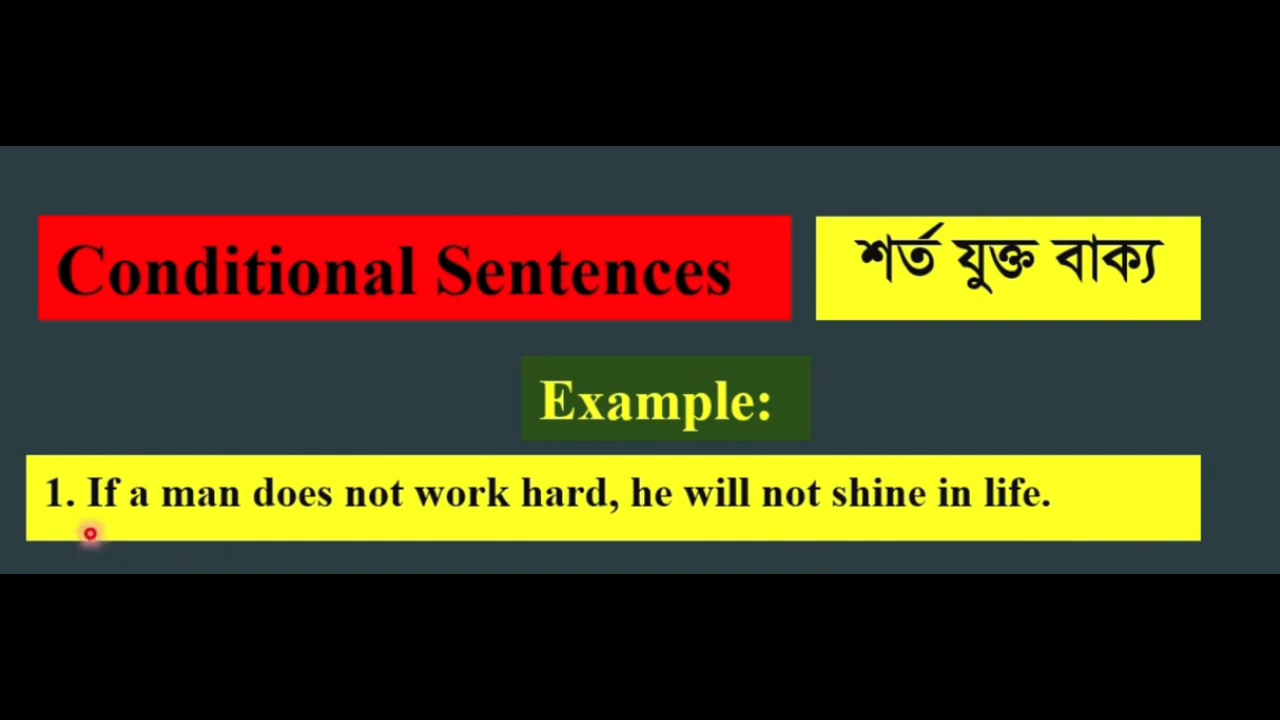 Conditional Sentences
শর্ত যুক্ত বাক্য
Example:
1. If a man does not work hard, he will not shine in life.